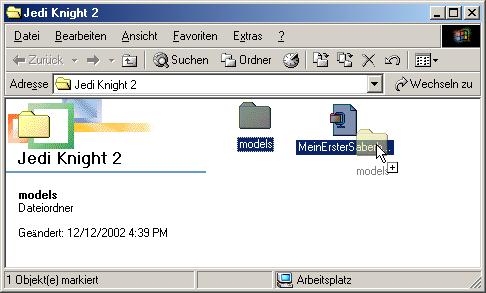 Jedi Knight 2
Datei Bearbeiten Ansicht Favoriten Extras ?
Zurück Suchen Ordner
Adresse Jedi Knight 2 Wechseln zu
Jedi Knight 2
models
Dateiordner
Geändert: 12/12/2002 4:39 PM
models
MeinErsterSaber...
models
1 Objekt(e) markiert
Arbeitsplatz